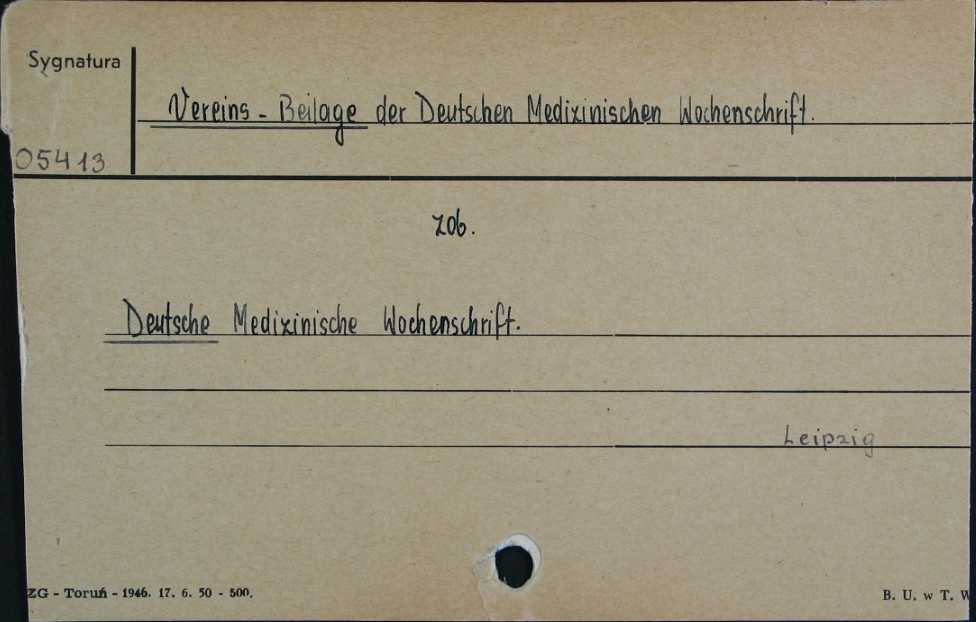 Sygnatura
Vereins - Beilage der Deutschen Medizinischen Wochenschrift.
05413
zob.
Deutsche Medizinische Wochenschrift.
Leipzig
ZG - Toruń - 1946. 17. 6. 50 - 500.
B. U. w T. W